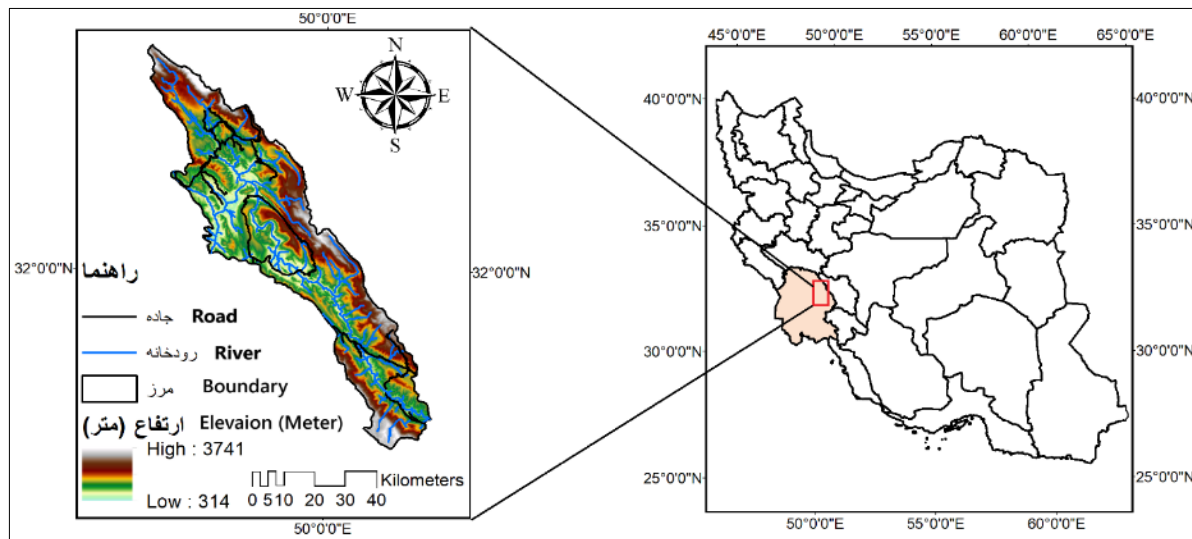 50°0'0"E
N
W E
S
32°0'0"N
32°0'0"N
راهنما
جاده Road
رودخانه River
مرز Boundary
ارتفاع (متر) Elevaion (Meter)
High : 3741
Low : 314
Kilometers
0 5 10 20 30 40
50°0'0"E
45°0'0"E 50°0'0"E 55°0'0"E 60°0'0"E 65°0'0"E
40°0'0"N 40°0'0"N
35°0'0"N 35°0'0"N
30°0'0"N 30°0'0"N
25°0'0"N 25°0'0"N
50°0'0"E 55°0'0"E 60°0'0"E